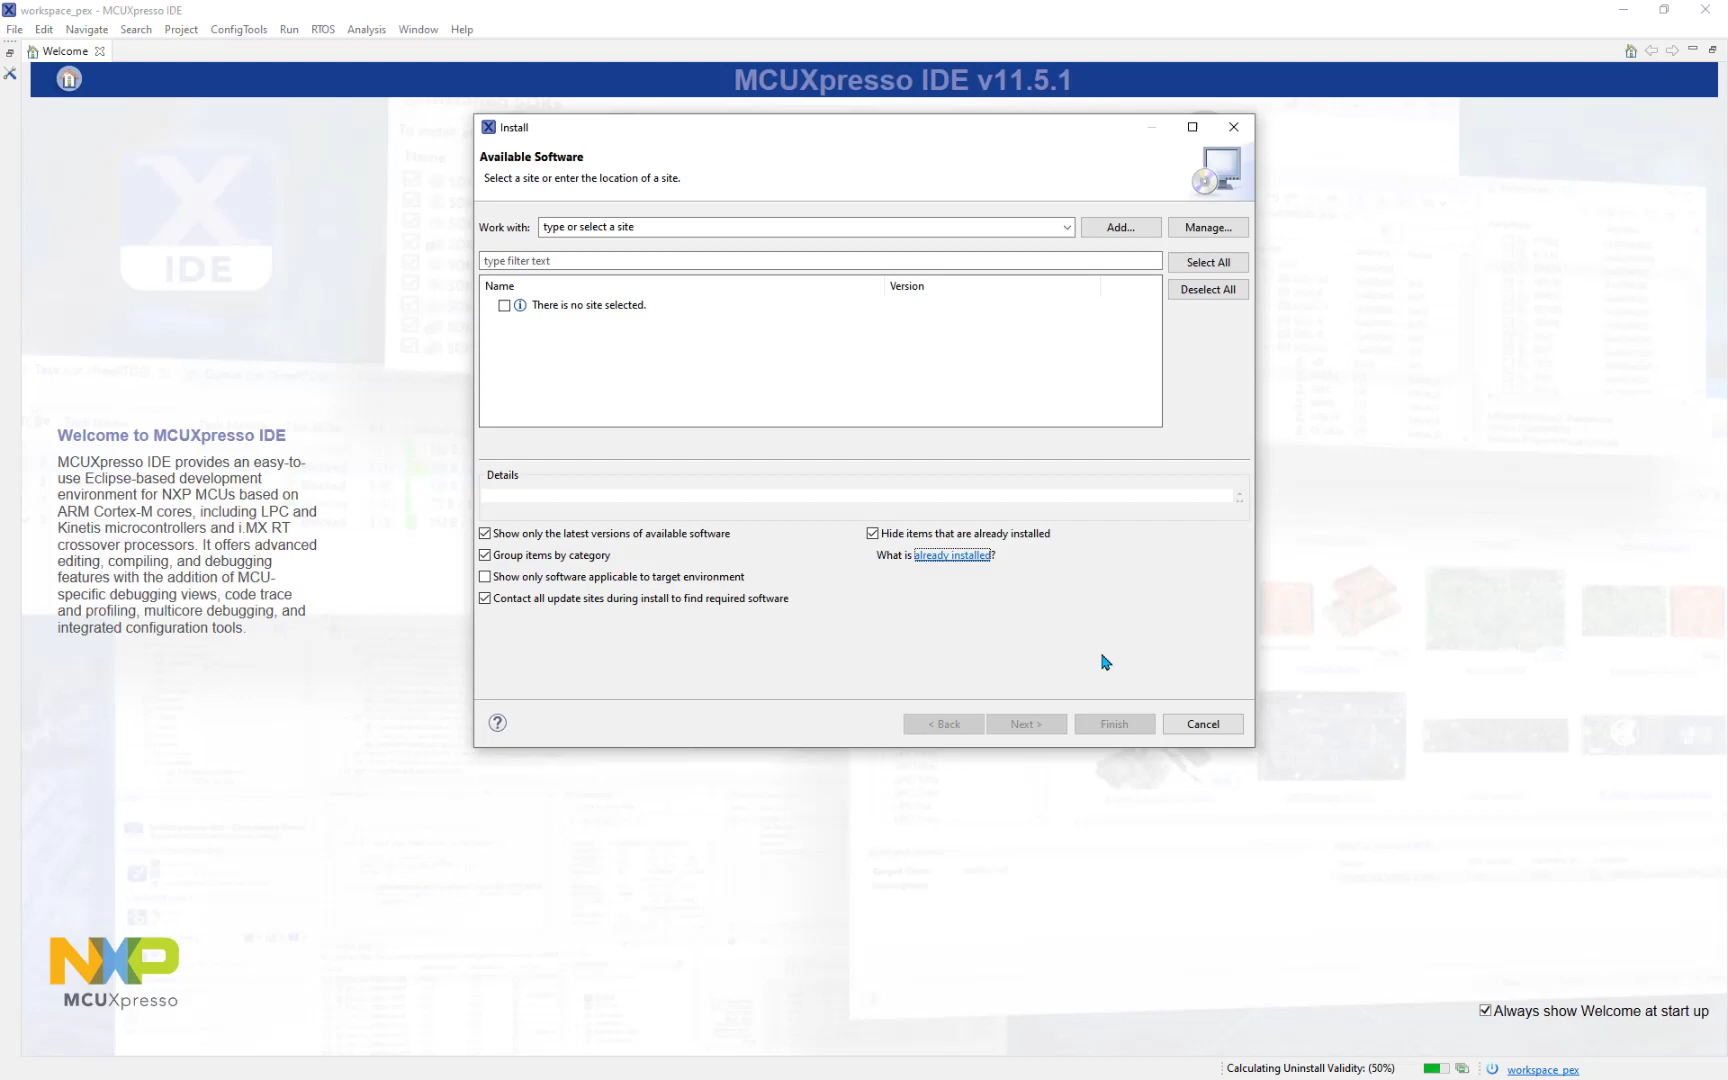 workspace_pex - MCUXpresso IDE
File Edit Navigate Search Project ConfigTools Run RTOS Analysis Window Help
Welcome
MCUXpresso IDE v11.5.1
Install
Available Software
Select a site or enter the location of a site.
Work with: type or select a site Add... Manage...
type filter text Select All
Name Version Deselect All
There is no site selected.
IDE
Welcome to MCUXpresso IDE
MCUXpresso IDE provides an easy-to-
use Eclipse-based development
environment for NXP MCUs based on
ARM Cortex-M cores, including LPC and
Kinetis microcontrollers and i.MX RT
crossover processors. It offers advanced
editing, compiling, and debugging
features with the addition of MCU-
specific debugging views, code trace
and profiling, multicore debugging, and
integrated configuration tools.
Details
Show only the latest versions of available software Hide items that are already installed
Group items by category What is already installed?
Show only software applicable to target environment
Contact all update sites during install to find required software
< Back Next > Finish Cancel
NXP
MCUXpresso
Always show Welcome at start up
Calculating Uninstall Validity: (50%) workspace_pex